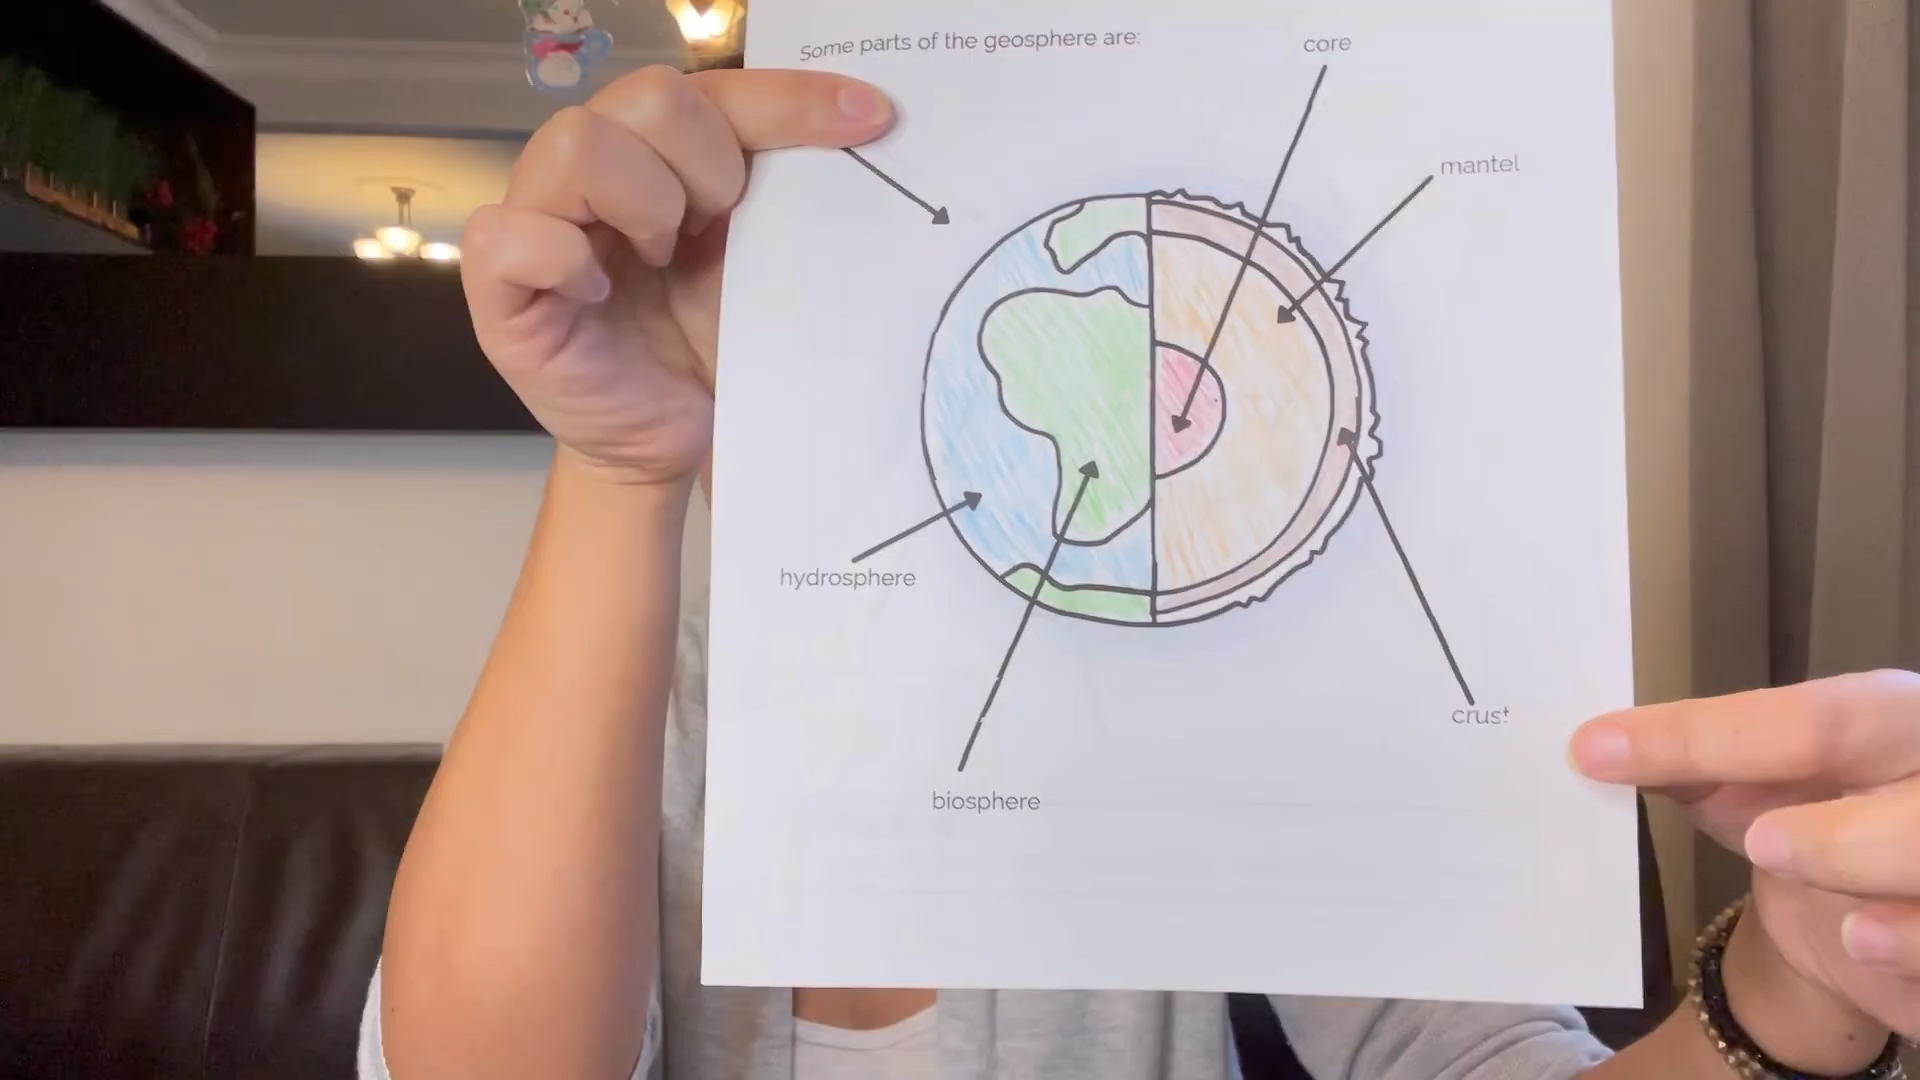 Some parts of the geosphere are:
core
mantel
hydrosphere
crust
biosphere